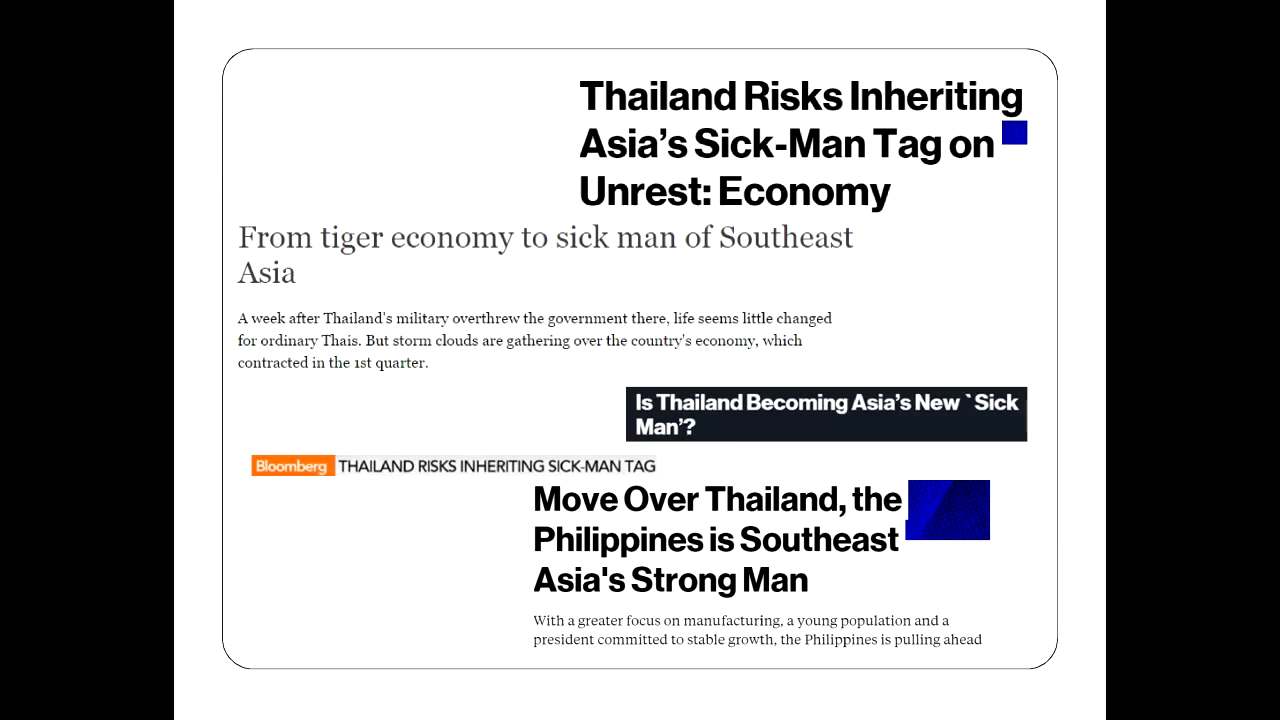 Thailand Risks Inheriting
Asia’s Sick-Man Tag on
Unrest: Economy
From tiger economy to sick man of Southeast
Asia
A week after Thailand's military overthrew the government there, life seems little changed
for ordinary Thais. But storm clouds are gathering over the country's economy, which
contracted in the 1st quarter.
Is Thailand Becoming Asia’s New `Sick
Man’?
Bloomberg THAILAND RISKS INHERITING SICK-MAN TAG
Move Over Thailand, the
Philippines is Southeast
Asia's Strong Man
With a greater focus on manufacturing, a young population and a
president committed to stable growth, the Philippines is pulling ahead